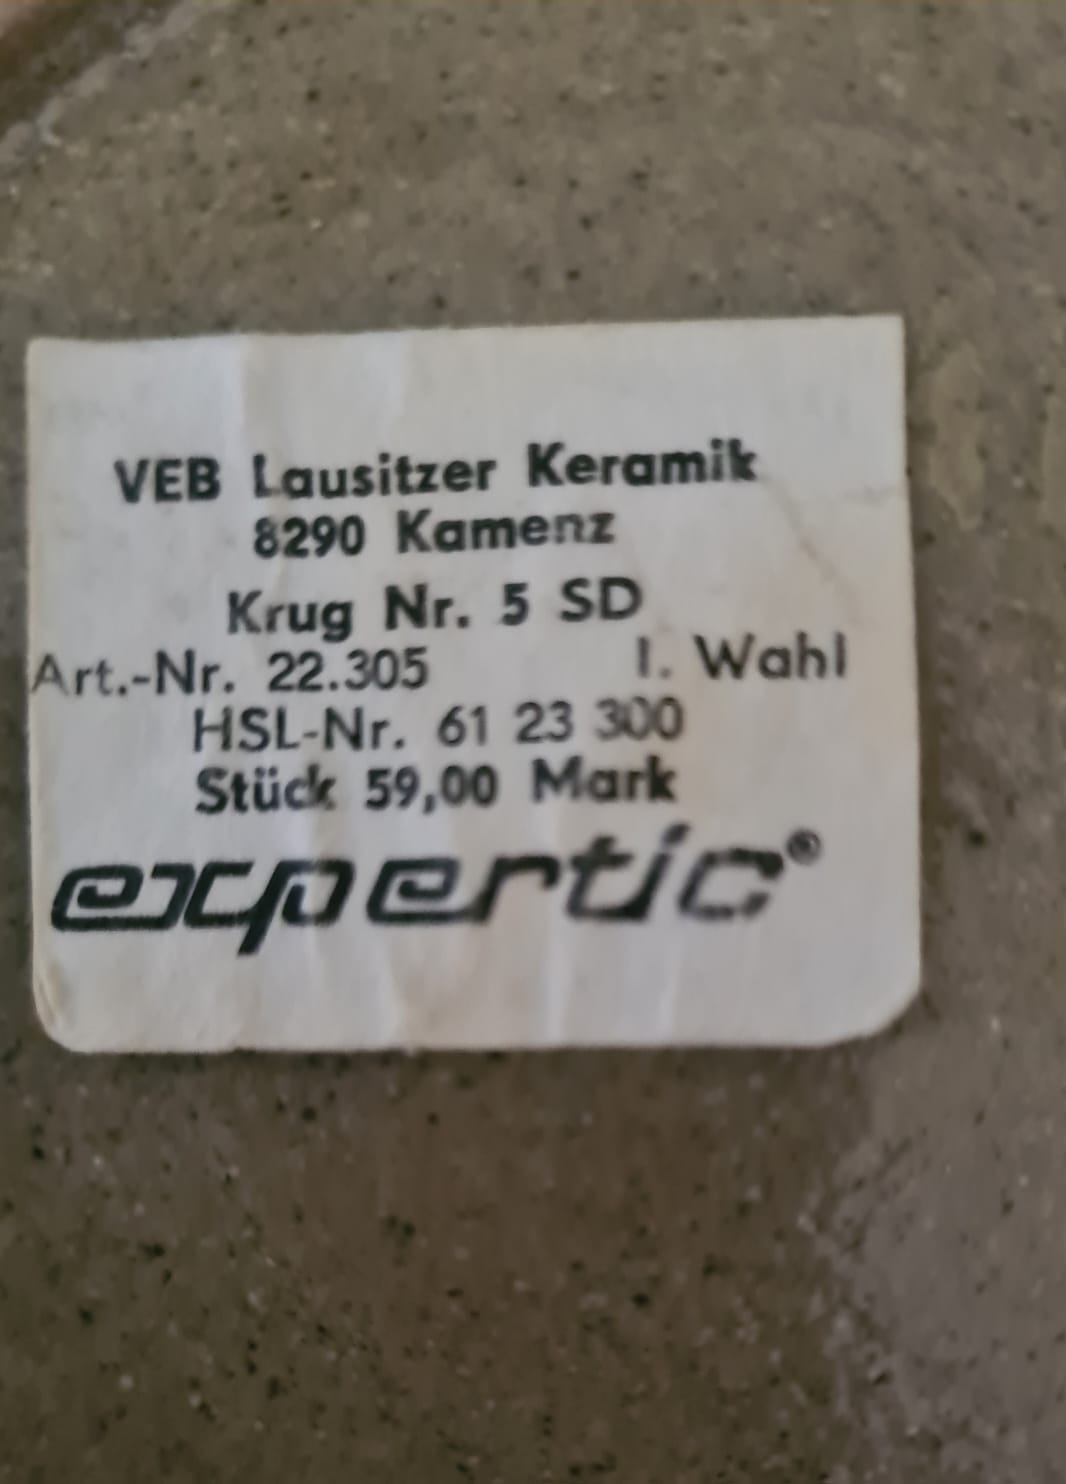 VEB Lausitzer Keramik
8290 Kamenz
Krug Nr. 5 SD
Art.-Nr. 22.305 I. Wahl
HSL-Nr. 61 23 300
Stück 59,00 Mark
expertic®